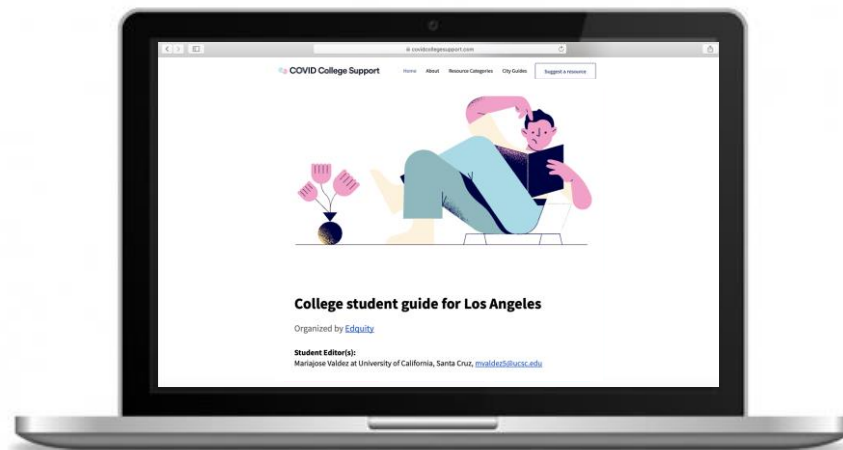 covidcollegesupport.com
COVID College Support Home About Resource Categories City Guides Suggest a resource
College student guide for Los Angeles
Organized by Edquity
Student Editor(s):
Mariajose Valdez at University of California, Santa Cruz, mvaldez5@ucsc.edu